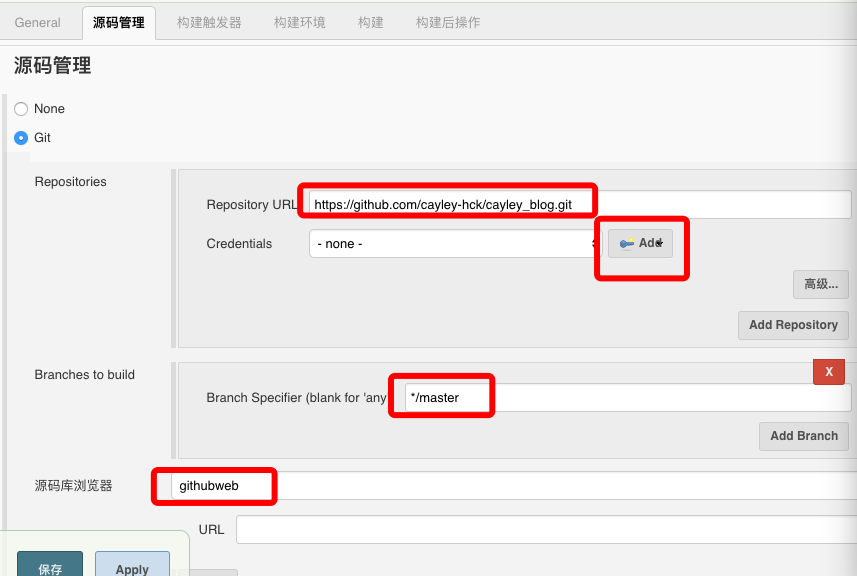 General 源码管理 构建触发器 构建环境 构建 构建后操作
源码管理
None
Git
Repositories
Repository URL https://github.com/cayley-hck/cayley_blog.git
Credentials - none - Add
高级...
Add Repository
Branches to build
X
Branch Specifier (blank for 'any */master
Add Branch
源码库浏览器 githubweb
URL
保存 Apply